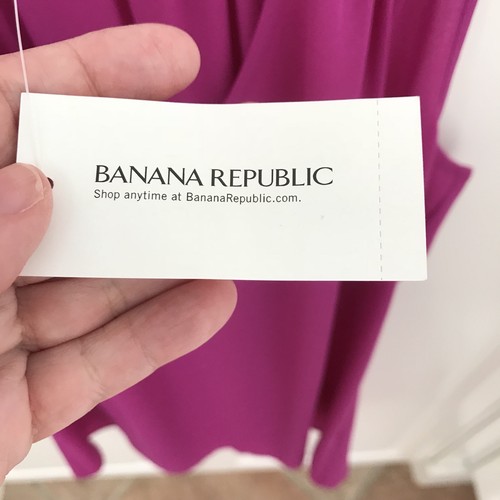 BANANA REPUBLIC
Shop anytime at BananaRepublic.com.